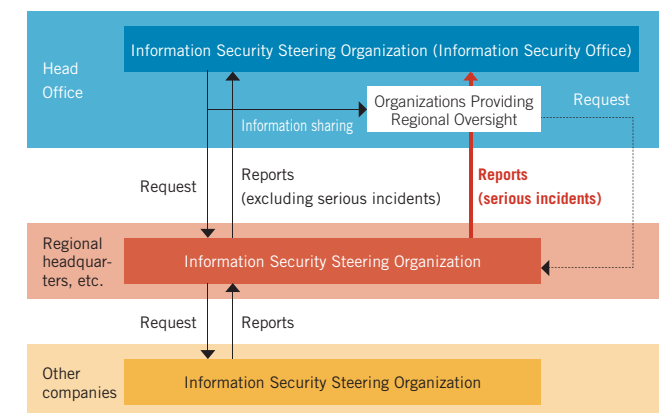 Information Security Steering Organization (Information Security Office)
Head
Office
Organizations Providing
Regional Oversight
Request
Information sharing
Request
Reports
(excluding serious incidents)
Reports
(serious incidents)
Regional
headquar-
ters, etc.
Information Security Steering Organization
Request
Reports
Other
companies
Information Security Steering Organization